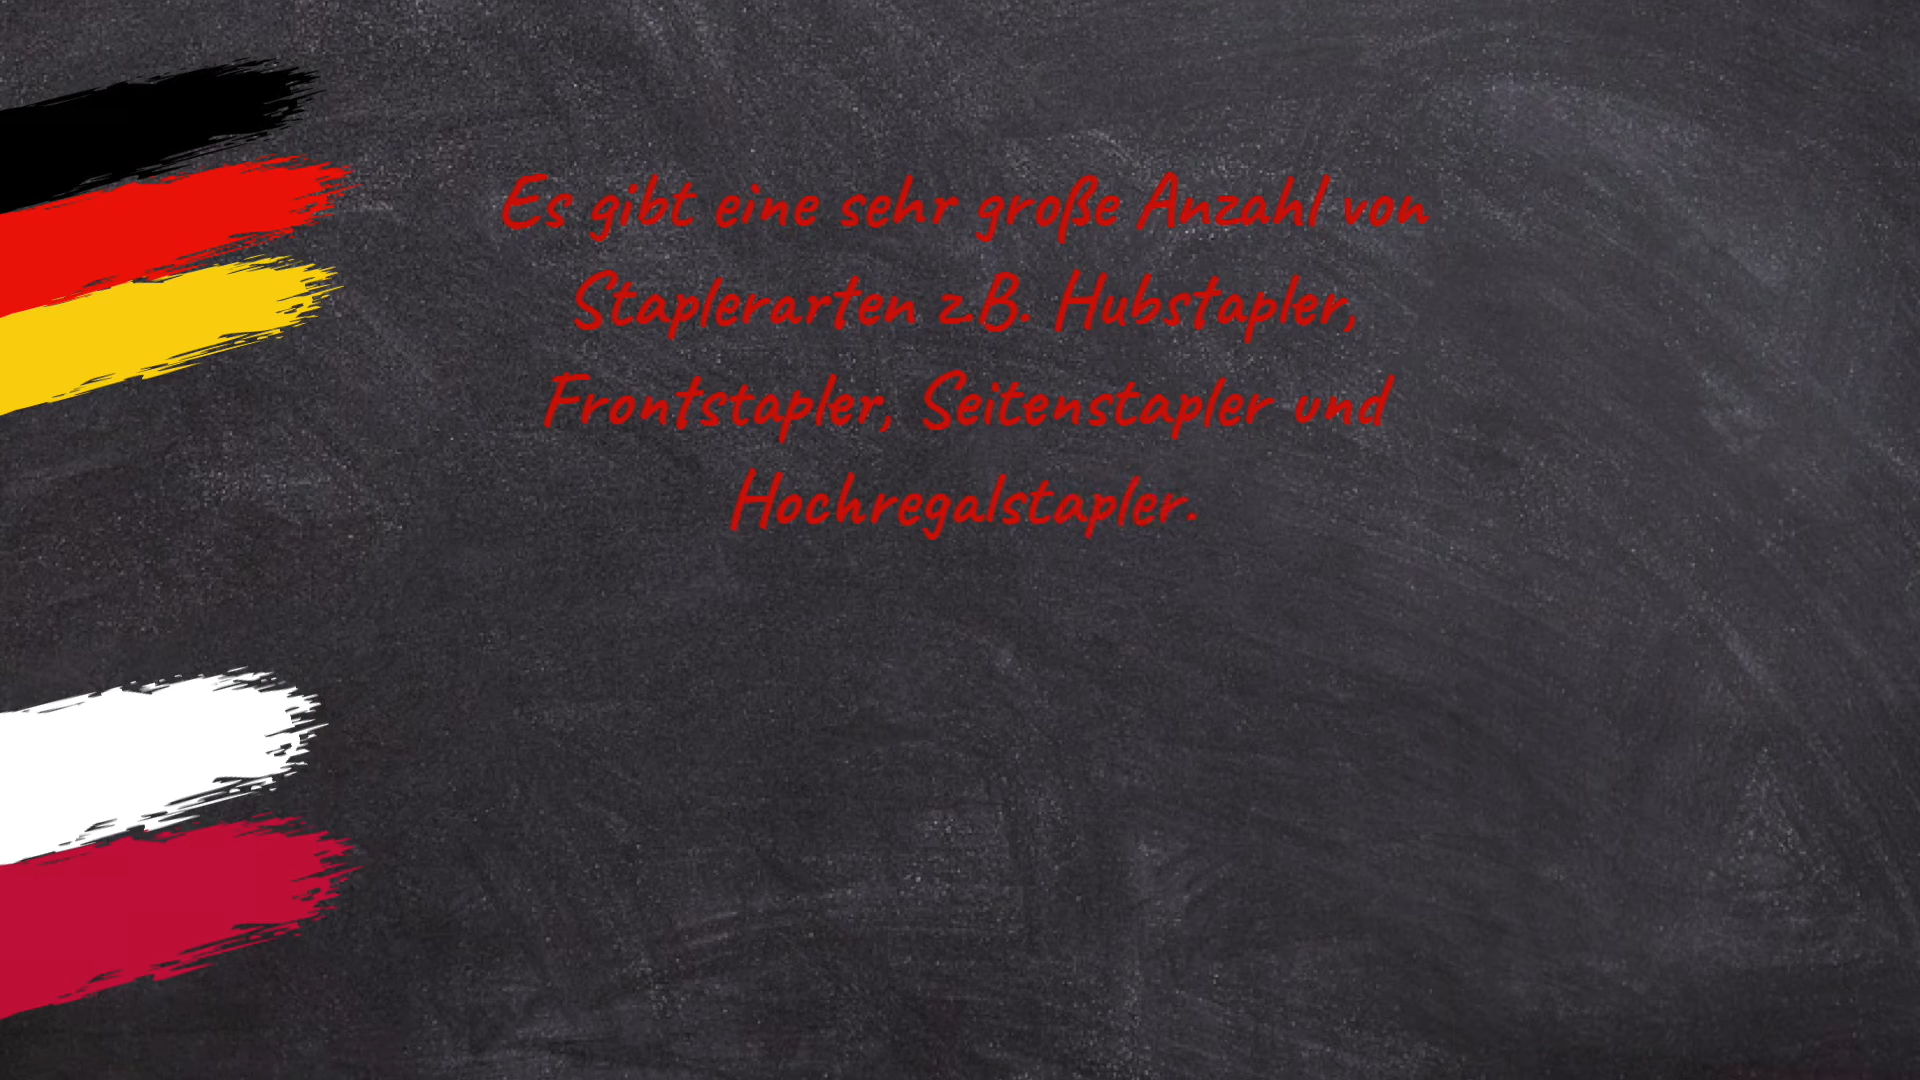 Es gibt eine sehr große Anzahl von
Staplerarten z.B. Hubstapler,
Frontstapler, Seitenstapler und
Hochregalstapler.